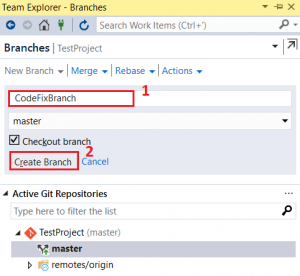 Team Explorer - Branches
Search Work Items (Ctrl+')
Branches | TestProject
New Branch | Merge | Rebase | Actions
CodeFixBranch 1
master
Checkout branch
2
Create Branch Cancel
Active Git Repositories
Type here to filter the list
TestProject (master)
master
remotes/origin